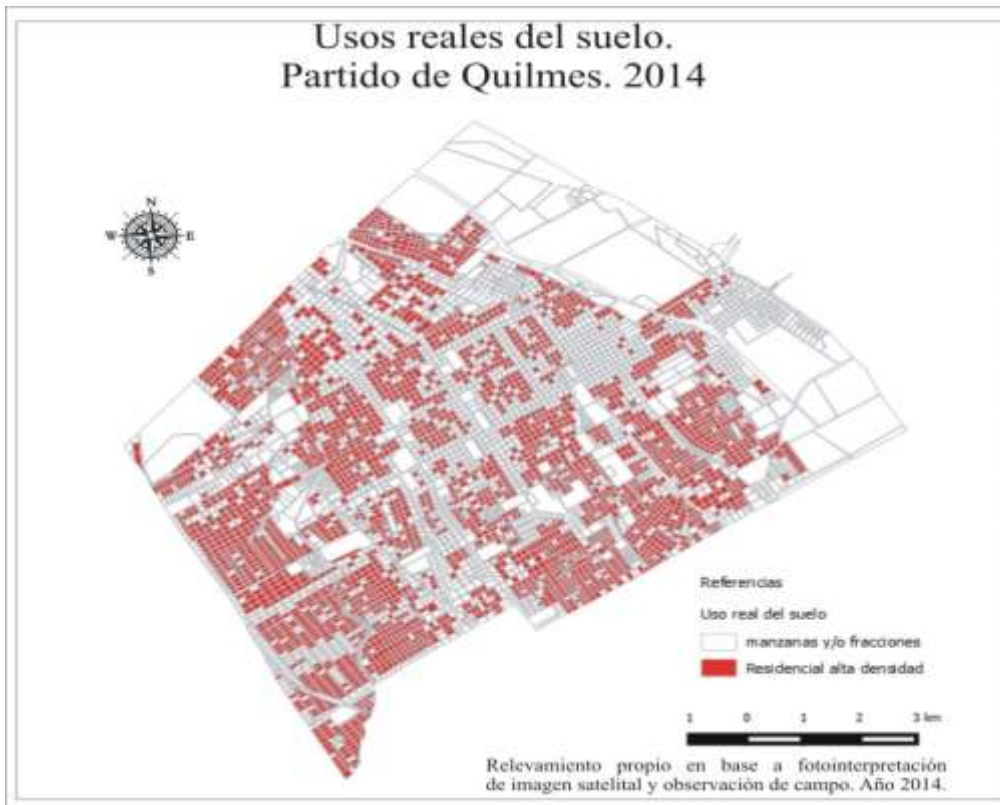 Usos reales del suelo.
Partido de Quilmes. 2014
N
W E
S
Referencias
Uso real del suelo
manzanas y/o fracciones
Residencial alta densidad
1 0 1 2 3 km
Relevamiento propio en base a fotointerpretación
de imagen satelital y observación de campo. Año 2014.